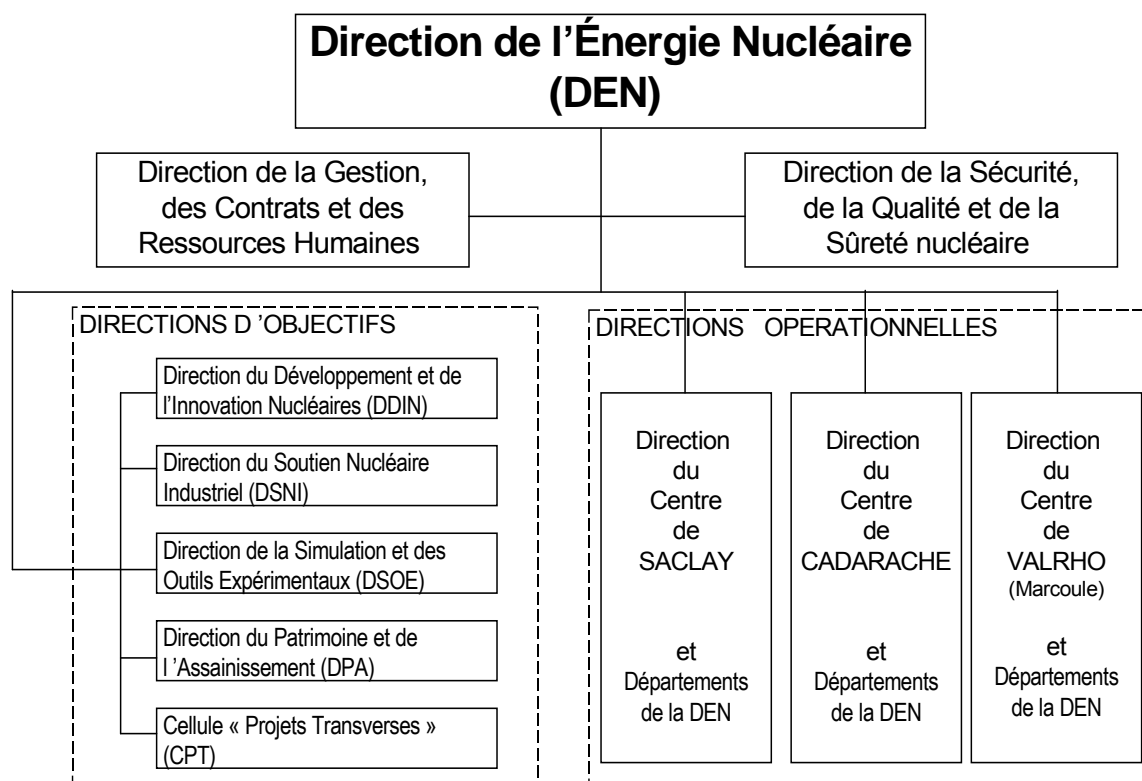 Direction de l’Énergie Nucléaire
(DEN)
Direction de la Gestion,
des Contrats et des
Ressources Humaines
Direction de la Sécurité,
de la Qualité et de la
Sûreté nucléaire
DIRECTIONS D ’OBJECTIFS
Direction du Développement et de
l’Innovation Nucléaires (DDIN)
Direction du Soutien Nucléaire
Industriel (DSNI)
Direction de la Simulation et des
Outils Expérimentaux (DSOE)
Direction du Patrimoine et de
l ’Assainissement (DPA)
Cellule « Projets Transverses »
(CPT)
DIRECTIONS OPERATIONNELLES
Direction
du
Centre
de
SACLAY
et
Départements
de la DEN
Direction
du
Centre
de
CADARACHE
et
Départements
de la DEN
Direction
du
Centre
de
VALRHO
(Marcoule)
et
Départements
de la DEN